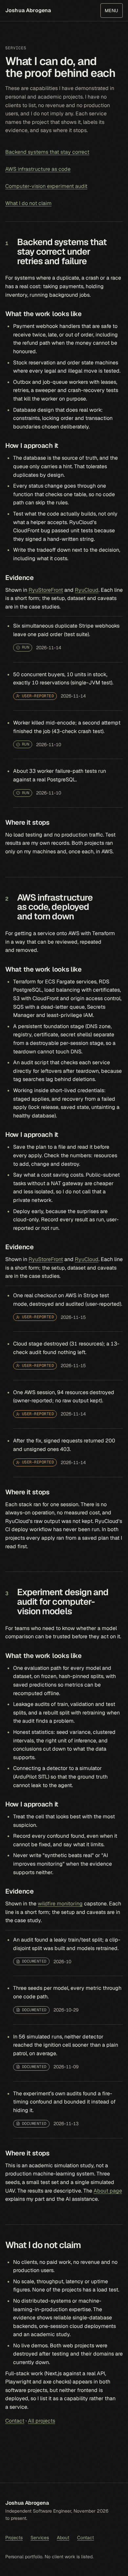 Joshua Abrogena
MENU
SERVICES
What I can do, and
the proof behind each
These are capabilities I have demonstrated in
personal and academic projects. I have no
clients to list, no revenue and no production
users, and I do not imply any. Each service
names the project that shows it, labels its
evidence, and says where it stops.
Backend systems that stay correct
AWS infrastructure as code
Computer-vision experiment audit
What I do not claim
1
Backend systems that
stay correct under
retries and failure
For systems where a duplicate, a crash or a race
has a real cost: taking payments, holding
inventory, running background jobs.
What the work looks like
Payment webhook handlers that are safe to
receive twice, late, or out of order, including
the refund path when the money cannot be
honoured.
Stock reservation and order state machines
where every legal and illegal move is tested.
Outbox and job-queue workers with leases,
retries, a sweeper and crash-recovery tests
that kill the worker on purpose.
Database design that does real work:
constraints, locking order and transaction
boundaries chosen deliberately.
How I approach it
The database is the source of truth, and the
queue only carries a hint. That tolerates
duplicates by design.
Every status change goes through one
function that checks one table, so no code
path can skip the rules.
Test what the code actually builds, not only
what a helper accepts. RyuCloud's
CloudFront bug passed unit tests because
they signed a hand-written string.
Write the tradeoff down next to the decision,
including what it costs.
Evidence
Shown in RyuStoreFront and RyuCloud. Each line
is a short form; the setup, dataset and caveats
are in the case studies.
Six simultaneous duplicate Stripe webhooks
leave one paid order (test suite).
RUN 2026-11-14
50 concurrent buyers, 10 units in stock,
exactly 10 reservations (single-JVM test).
USER-REPORTED 2026-11-14
Worker killed mid-encode; a second attempt
finished the job (43-check crash test).
RUN 2026-11-10
About 33 worker failure-path tests run
against a real PostgreSQL.
RUN 2026-11-10
Where it stops
No load testing and no production traffic. Test
results are my own records. Both projects ran
only on my machines and, once each, in AWS.
2
AWS infrastructure
as code, deployed
and torn down
For getting a service onto AWS with Terraform
in a way that can be reviewed, repeated
and removed.
What the work looks like
Terraform for ECS Fargate services, RDS
PostgreSQL, load balancing with certificates,
S3 with CloudFront and origin access control,
SQS with a dead-letter queue, Secrets
Manager and least-privilege IAM.
A persistent foundation stage (DNS zone,
registry, certificate, secret shells) separate
from a destroyable per-session stage, so a
teardown cannot touch DNS.
An audit script that checks each service
directly for leftovers after teardown, because
tag searches lag behind deletions.
Working inside short-lived credentials:
staged applies, and recovery from a failed
apply (lock release, saved state, untainting a
healthy database).
How I approach it
Save the plan to a file and read it before
every apply. Check the numbers: resources
to add, change and destroy.
Say what a cost saving costs. Public-subnet
tasks without a NAT gateway are cheaper
and less isolated, so I do not call that a
private network.
Deploy early, because the surprises are
cloud-only. Record every result as run, user-
reported or not run.
Evidence
Shown in RyuStoreFront and RyuCloud. Each line
is a short form; the setup, dataset and caveats
are in the case studies.
One real checkout on AWS in Stripe test
mode, destroyed and audited (user-reported).
USER-REPORTED 2026-11-15
Cloud stage destroyed (31 resources); a 13-
check audit found nothing left.
USER-REPORTED 2026-11-15
One AWS session, 94 resources destroyed
(owner-reported; no raw output kept).
USER-REPORTED 2026-11-14
After the fix, signed requests returned 200
and unsigned ones 403.
USER-REPORTED 2026-11-14
Where it stops
Each stack ran for one session. There is no
always-on operation, no measured cost, and
RyuCloud's raw output was not kept. RyuCloud's
CI deploy workflow has never been run. In both
projects every apply ran from a saved plan that I
read first.
3
Experiment design and
audit for computer-
vision models
For teams who need to know whether a model
comparison can be trusted before they act on it.
What the work looks like
One evaluation path for every model and
dataset, on frozen, hash-pinned splits, with
saved predictions so metrics can be
recomputed offline.
Leakage audits of train, validation and test
splits, and a rebuilt split with retraining when
the audit finds a problem.
Honest statistics: seed variance, clustered
intervals, the right unit of inference, and
conclusions cut down to what the data
supports.
Connecting a detector to a simulator
(ArduPilot SITL) so that the ground truth
cannot leak to the agent.
How I approach it
Treat the cell that looks best with the most
suspicion.
Record every confound found, even when it
cannot be fixed, and say what it limits.
Never write "synthetic beats real" or "AI
improves monitoring" when the evidence
supports neither.
Evidence
Shown in the wildfire monitoring capstone. Each
line is a short form; the setup and caveats are in
the case study.
An audit found a leaky train/test split; a clip-
disjoint split was built and models retrained.
DOCUMENTED 2026-10
Three seeds per model, every metric through
one code path.
DOCUMENTED 2026-10-29
In 56 simulated runs, neither detector
reached the ignition cell sooner than a plain
patrol, on average.
DOCUMENTED 2026-11-09
The experiment's own audits found a fire-
timing confound and bounded it instead of
hiding it.
DOCUMENTED 2026-11-13
Where it stops
This is an academic simulation study, not a
production machine-learning system. Three
seeds, a small test set and a single simulated
UAV. The results are descriptive. The About page
explains my part and the AI assistance.
What I do not claim
No clients, no paid work, no revenue and no
production users.
No scale, throughput, latency or uptime
figures. None of the projects has a load test.
No distributed-systems or machine-
learning-in-production expertise. The
evidence shows reliable single-database
backends, one-session cloud deployments
and an academic study.
No live demos. Both web projects were
destroyed after testing and their domains are
currently down.
Full-stack work (Next.js against a real API,
Playwright and axe checks) appears in both
software projects, but neither frontend is
deployed, so I list it as a capability rather than
a service.
Contact · All projects
Joshua Abrogena
Independent Software Engineer, November 2026
to present.
Projects Services About Contact
Personal portfolio. No client work is listed.